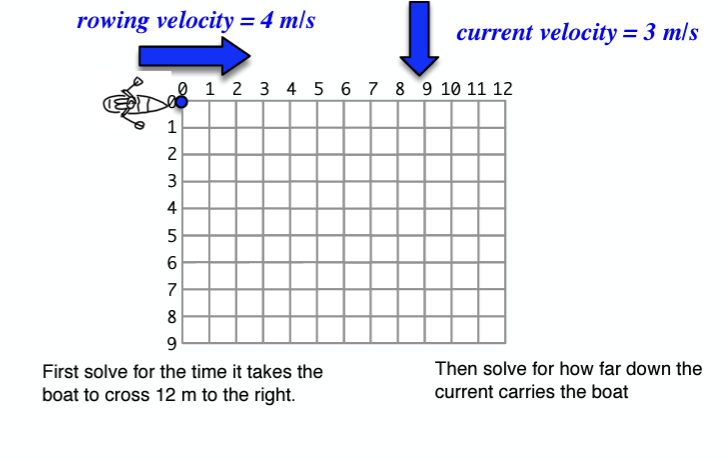 rowing velocity = 4 m/s
current velocity = 3 m/s
0 1 2 3 4 5 6 7 8 9 10 11 12
0
1
2
3
4
5
6
7
8
9
First solve for the time it takes the
boat to cross 12 m to the right.
Then solve for how far down the
current carries the boat